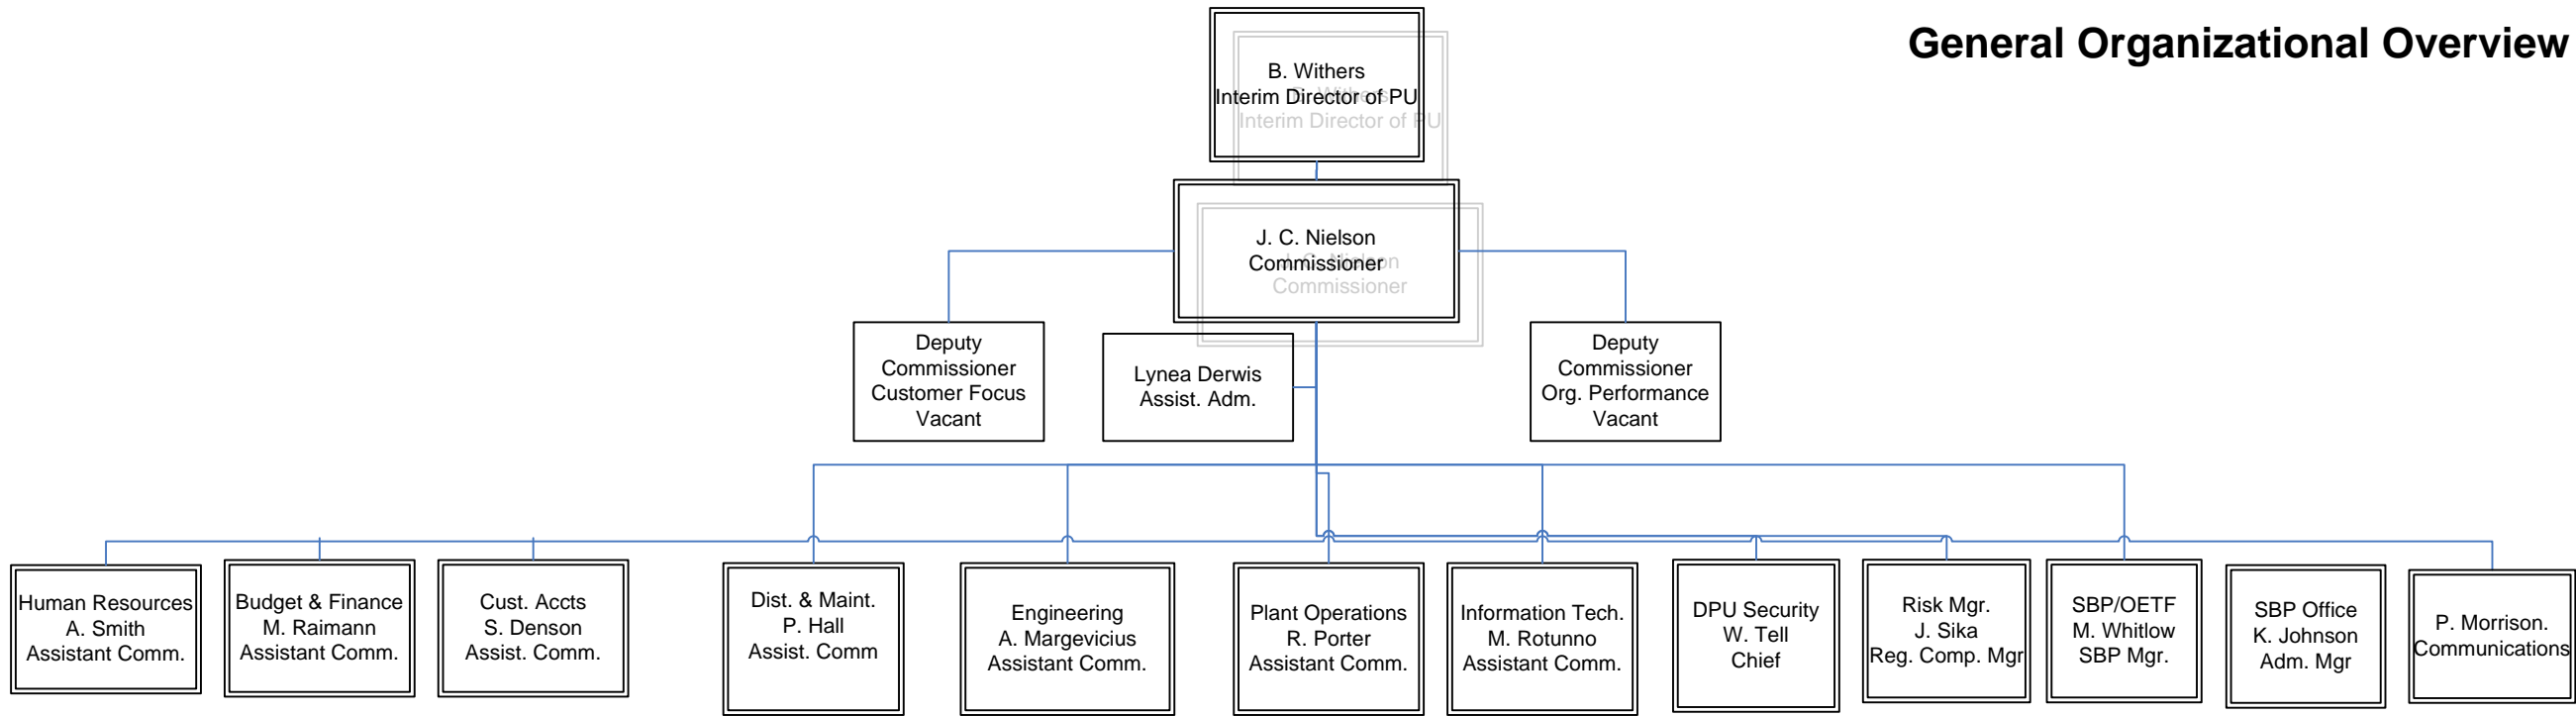 General Organizational Overview
B. Withers
Interim Director of PU
J. C. Nielson
Commissioner
Deputy
Commissioner
Customer Focus
Vacant
Lynea Derwis
Assist. Adm.
Deputy
Commissioner
Org. Performance
Vacant
Human Resources
A. Smith
Assistant Comm.
Budget & Finance
M. Raimann
Assistant Comm.
Cust. Accts
S. Denson
Assist. Comm.
Dist. & Maint.
P. Hall
Assist. Comm
Engineering
A. Margevicius
Assistant Comm.
Plant Operations
R. Porter
Assistant Comm.
Information Tech.
M. Rotunno
Assistant Comm.
DPU Security
W. Tell
Chief
Risk Mgr.
J. Sika
Reg. Comp. Mgr
SBP/OETF
M. Whitlow
SBP Mgr.
SBP Office
K. Johnson
Adm. Mgr
P. Morrison.
Communications